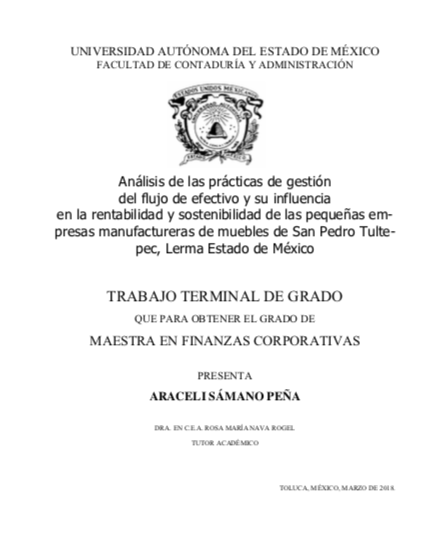 UNIVERSIDAD AUTÓNOMA DEL ESTADO DE MÉXICO
FACULTAD DE CONTADURÍA Y ADMINISTRACIÓN
Análisis de las prácticas de gestión
del flujo de efectivo y su influencia
en la rentabilidad y sostenibilidad de las pequeñas em-
presas manufactureras de muebles de San Pedro Tulte-
pec, Lerma Estado de México
TRABAJO TERMINAL DE GRADO
QUE PARA OBTENER EL GRADO DE
MAESTRA EN FINANZAS CORPORATIVAS
PRESENTA
ARACELI SÁMANO PEÑA
DRA. EN C.E.A. ROSA MARÍA NAVA ROGEL
TUTOR ACADÉMICO
TOLUCA, MÉXICO, MARZO DE 2018.